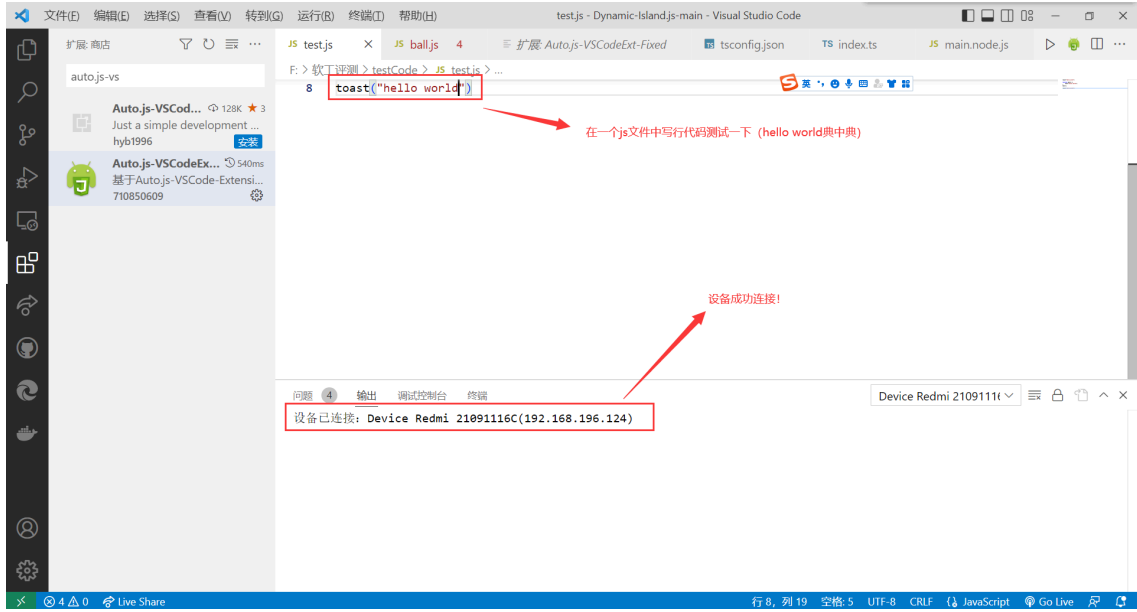 文件(F) 编辑(E) 选择(S) 查看(V) 转到(G) 运行(R) 终端(T) 帮助(H) test.js - Dynamic-Island.js-main - Visual Studio Code
扩展: 商店
JS test.js JS ball.js 4 扩展: Auto.js-VSCodeExt-Fixed TS tsconfig.json TS index.ts JS main.node.js
auto.js-vs
F: > 软工评测 > testCode > JS test.js > ...
8 toast("hello world")
英
Auto.js-VSCod... 128K ★ 3
Just a simple development ...
hyb1996 安装
Auto.js-VSCodeEx... 540ms
基于Auto.js-VSCode-Extensi...
710850609
在一个js文件中写行代码测试一下（hello world典中典）
设备成功连接！
问题 4 输出 调试控制台 终端 Device Redmi 2109111(
设备已连接: Device Redmi 21091116C(192.168.196.124)
4 0 Live Share 行 8，列 19 空格: 5 UTF-8 CRLF JavaScript Go Live